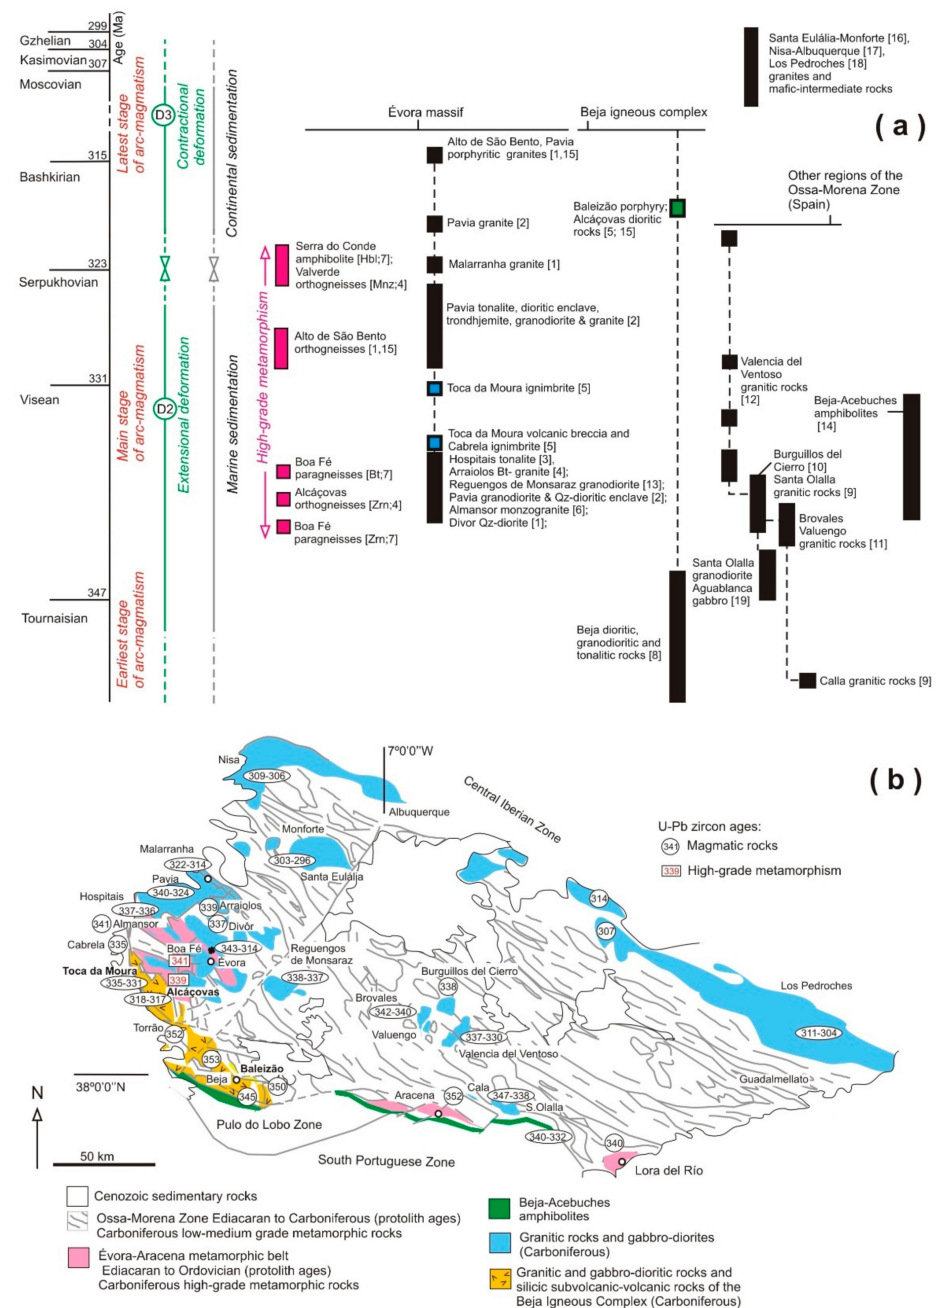 299
Gzhelian
304
Kasimovian
307
Moscovian
315
Bashkirian
323
Serpukhovian
331
Visean
347
Tournaisian
Age (Ma)
Latest stage
of arc-magmatism
Main stage
of arc-magmatism
Earliest stage
of arc-magmatism
D3
D2
Contractional
deformation
Extensional deformation
Continental sedimentation
Marine sedimentation
High-grade metamorphism
Serra do Conde
amphibolite [Hbl;7]
Valverde
orthogneisses [Mnz;4]
Alto de São Bento
orthogneisses [1,15]
Boa Fé
paragneisses [Bt;7]
Alcáçovas
orthogneisses [Zrn;4]
Boa Fé
paragneisses [Zrn;7]
Évora massif
Alto de São Bento, Pavia
porphyritic granites [1,15]
Pavia granite [2]
Malarranha granite [1]
Pavia tonalite, dioritic enclave,
trondhjemite, granodiorite & granite [2]
Toca da Moura ignimbrite [5]
Toca da Moura volcanic breccia and
Cabrela ignimbrite [5]
Hospitais tonalite [3],
Arraiolos Bt- granite [4];
Reguengos de Monsaraz granodiorite [13];
Pavia granodiorite & Qz-dioritic enclave [2];
Almansor monzogranite [6];
Divor Qz-diorite [1];
Beja igneous complex
Baleizão porphyry;
Alcáçovas dioritic
rocks [5; 15]
Beja dioritic,
granodioritic and
tonalitic rocks [8]
Santa Eulália-Monforte [16],
Nisa-Albuquerque [17],
Los Pedroches [18]
granites and
mafic-intermediate rocks
( a )
Other regions of the
Ossa-Morena Zone
(Spain)
Valencia del
Ventoso
granitic rocks
[12]
Beja-Acebuches
amphibolites
[14]
Burguillos del
Cierro [10]
Santa Olalla
granitic rocks [9]
Brovales
Valuengo
granitic rocks [11]
Santa Olalla
granodiorite
Aguablanca
gabbro [19]
Calla granitic rocks [9]
( b )
7º0'0''W
Nisa
309-306
Albuquerque
Central Iberian Zone
U-Pb zircon ages:
341 Magmatic rocks
339 High-grade metamorphism
Monforte
303-296
Santa Eulália
Malarranha
322-314
Pavia
340-324
Hospitais
337-336
339 Arraiolos
341 Almansor
337 Divôr
Cabrela 335
Boa Fé
343-314
341
Évora
Reguengos
de Monsaraz
338-337
Toca da Moura
335-331
339
Alcáçovas
318-317
Torrão
352
353
Baleizão
Beja
350
345
38º0'0''N
314
307
Los Pedroches
311-304
Burguillos del Cierro
338
Brovales
342-340
Valuengo
337-330
Valencia del Ventoso
Guadalmellato
Aracena
352
Cala
347-338
S.Olalla
340-332
340
Lora del Río
Pulo do Lobo Zone
South Portuguese Zone
N
50 km
Cenozoic sedimentary rocks
Ossa-Morena Zone Ediacaran to Carboniferous (protolith ages)
Carboniferous low-medium grade metamorphic rocks
Évora-Aracena metamorphic belt
Ediacaran to Ordovician (protolith ages)
Carboniferous high-grade metamorphic rocks
Beja-Acebuches
amphibolites
Granitic rocks and gabbro-diorites
(Carboniferous)
Granitic and gabbro-dioritic rocks and
silicic subvolcanic-volcanic rocks of the
Beja Igneous Complex (Carboniferous)